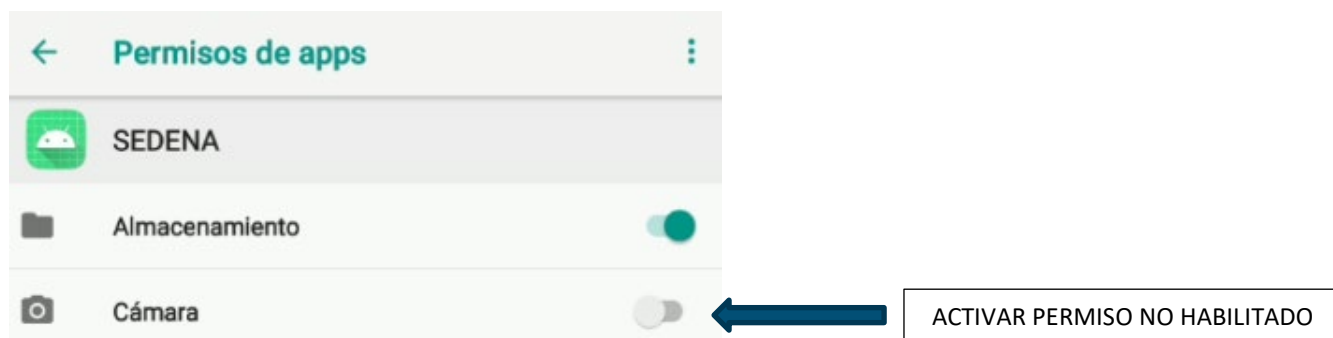 Permisos de apps
SEDENA
Almacenamiento
Cámara
ACTIVAR PERMISO NO HABILITADO